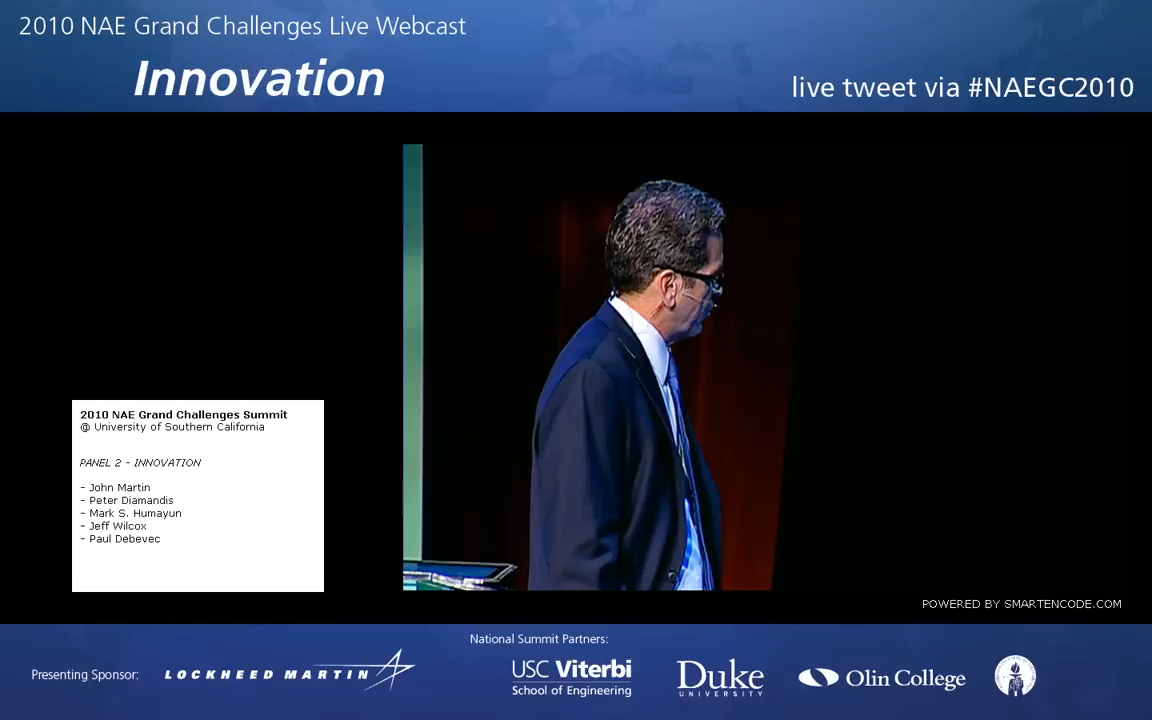 2010 NAE Grand Challenges Live Webcast
Innovation
live tweet via #NAEGC2010
2010 NAE Grand Challenges Summit
@ University of Southern California
PANEL 2 - INNOVATION
- John Martin
- Peter Diamandis
- Mark S. Humayun
- Jeff Wilcox
- Paul Debevec
POWERED BY SMARTENCODE.COM
National Summit Partners:
Presenting Sponsor:
LOCKHEED MARTIN
USC Viterbi
School of Engineering
Duke
UNIVERSITY
Olin College